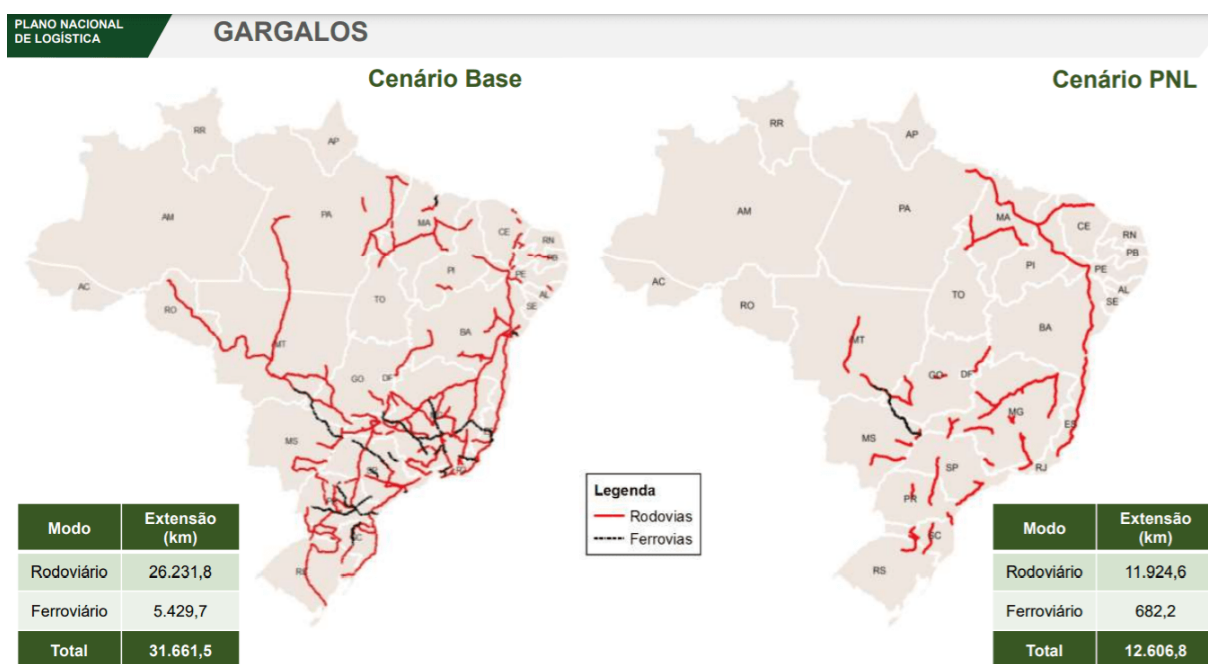 PLANO NACIONAL
DE LOGÍSTICA
GARGALOS
Cenário Base
RR
AP
AM
PA
MA
CE
RN
PB
PI
PE
AL
SE
AC
RO
TO
BA
MT
GO
DF
MS
SC
Modo
Extensão
(km)
Rodoviário
26.231,8
Ferroviário
5.429,7
Total
31.661,5
Legenda
Rodovias
Ferrovias
Cenário PNL
RR
AP
AM
PA
MA
CE
RN
PB
PI
PE
AC
AL
SE
RO
TO
BA
MT
GO
DF
MG
MS
ES
SP
RJ
PR
SC
RS
Modo
Extensão
(km)
Rodoviário
11.924,6
Ferroviário
682,2
Total
12.606,8